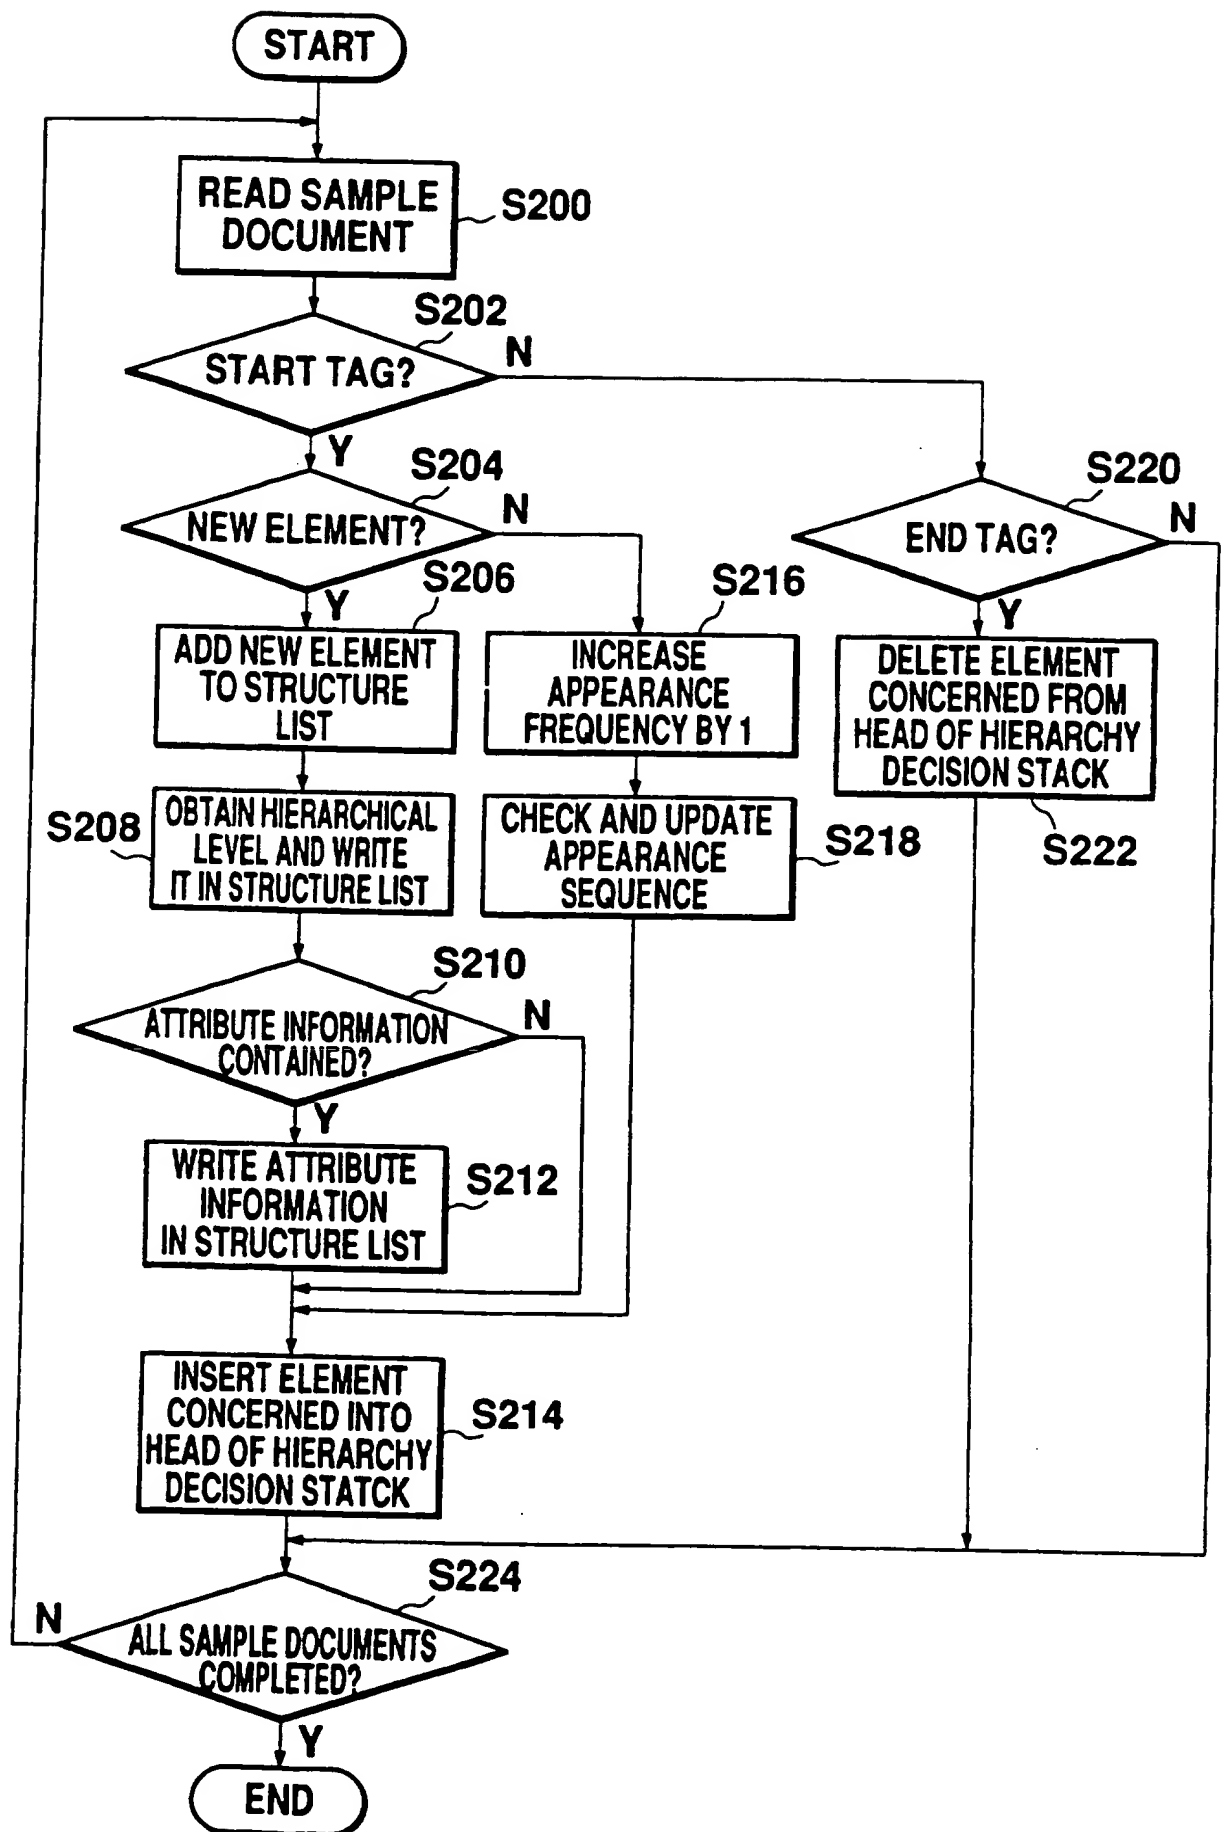 START
READ SAMPLE
DOCUMENT
S200
S202
START TAG?
N
Y
S204
NEW ELEMENT?
N
S220
END TAG?
N
Y
S206
ADD NEW ELEMENT
TO STRUCTURE
LIST
S216
INCREASE
APPEARANCE
FREQUENCY BY 1
Y
DELETE ELEMENT
CONCERNED FROM
HEAD OF HIERARCHY
DECISION STACK
S222
S208
OBTAIN HIERARCHICAL
LEVEL AND WRITE
IT IN STRUCTURE LIST
CHECK AND UPDATE
APPEARANCE
SEQUENCE
S218
S210
ATTRIBUTE INFORMATION
CONTAINED?
N
Y
WRITE ATTRIBUTE
INFORMATION
IN STRUCTURE LIST
S212
INSERT ELEMENT
CONCERNED INTO
HEAD OF HIERARCHY
DECISION STATCK
S214
S224
N
ALL SAMPLE DOCUMENTS
COMPLETED?
Y
END